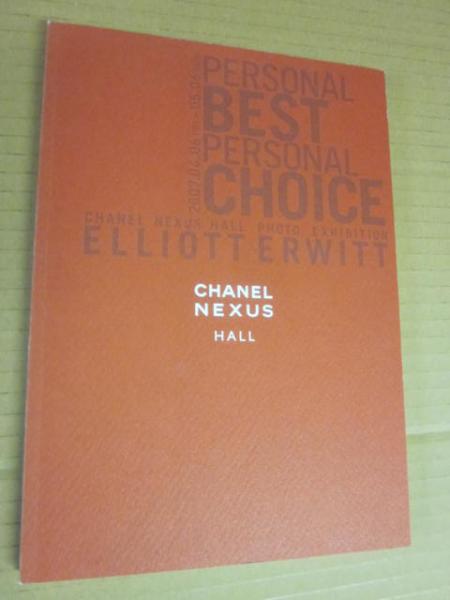 PERSONAL
BEST
PERSONAL
CHOICE
CHANEL NEXUS HALL PHOTO EXHIBITION
ELLIOTT ERWITT
CHANEL
NEXUS
HALL